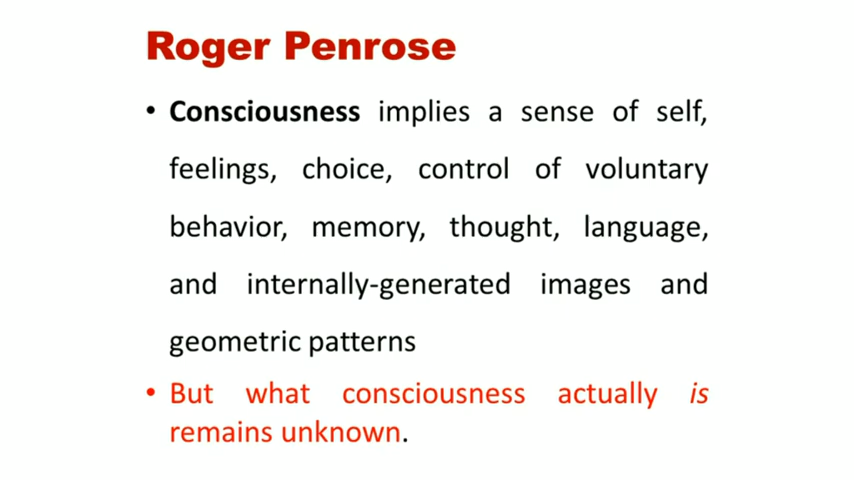 Roger Penrose
• Consciousness implies a sense of self,
feelings, choice, control of voluntary
behavior, memory, thought, language,
and internally-generated images and
geometric patterns
• But what consciousness actually is
remains unknown.